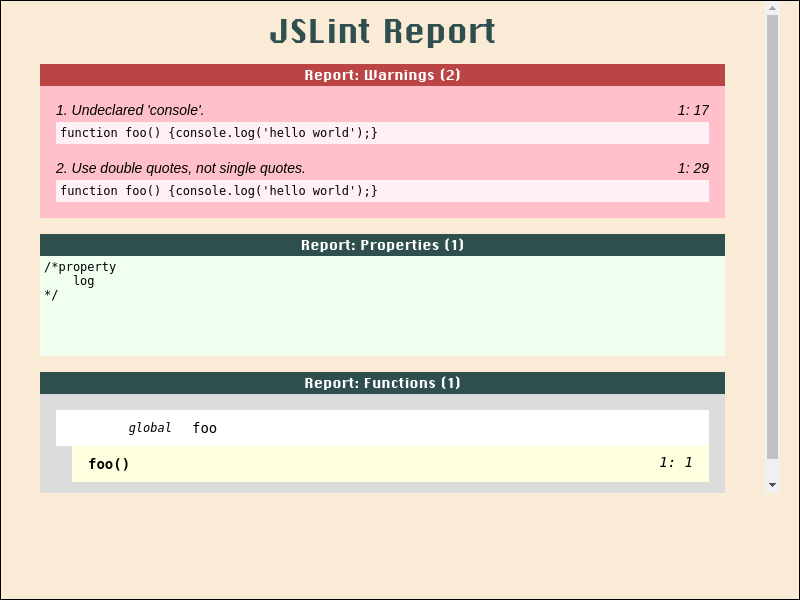 JSLint Report
Report: Warnings (2)
1. Undeclared 'console'. 1: 17
function foo() {console.log('hello world');}
2. Use double quotes, not single quotes. 1: 29
function foo() {console.log('hello world');}
Report: Properties (1)
/*property
    log
*/
Report: Functions (1)
global foo
foo() 1: 1